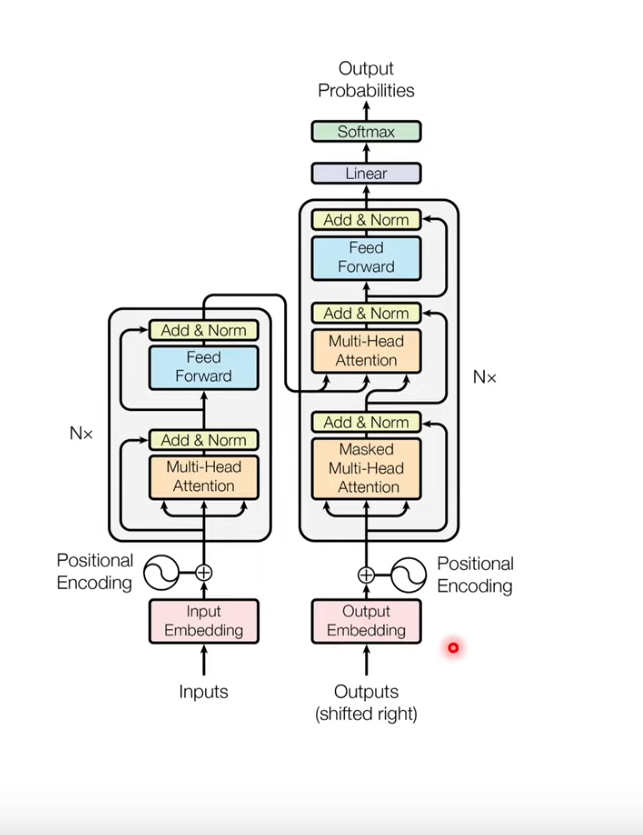 Output
Probabilities
Softmax
Linear
Add & Norm
Feed
Forward
Add & Norm
Multi-Head
Attention
Nx
Add & Norm
Masked
Multi-Head
Attention
Add & Norm
Feed
Forward
Nx
Add & Norm
Multi-Head
Attention
Positional
Encoding
Positional
Encoding
Input
Embedding
Output
Embedding
Inputs
Outputs
(shifted right)